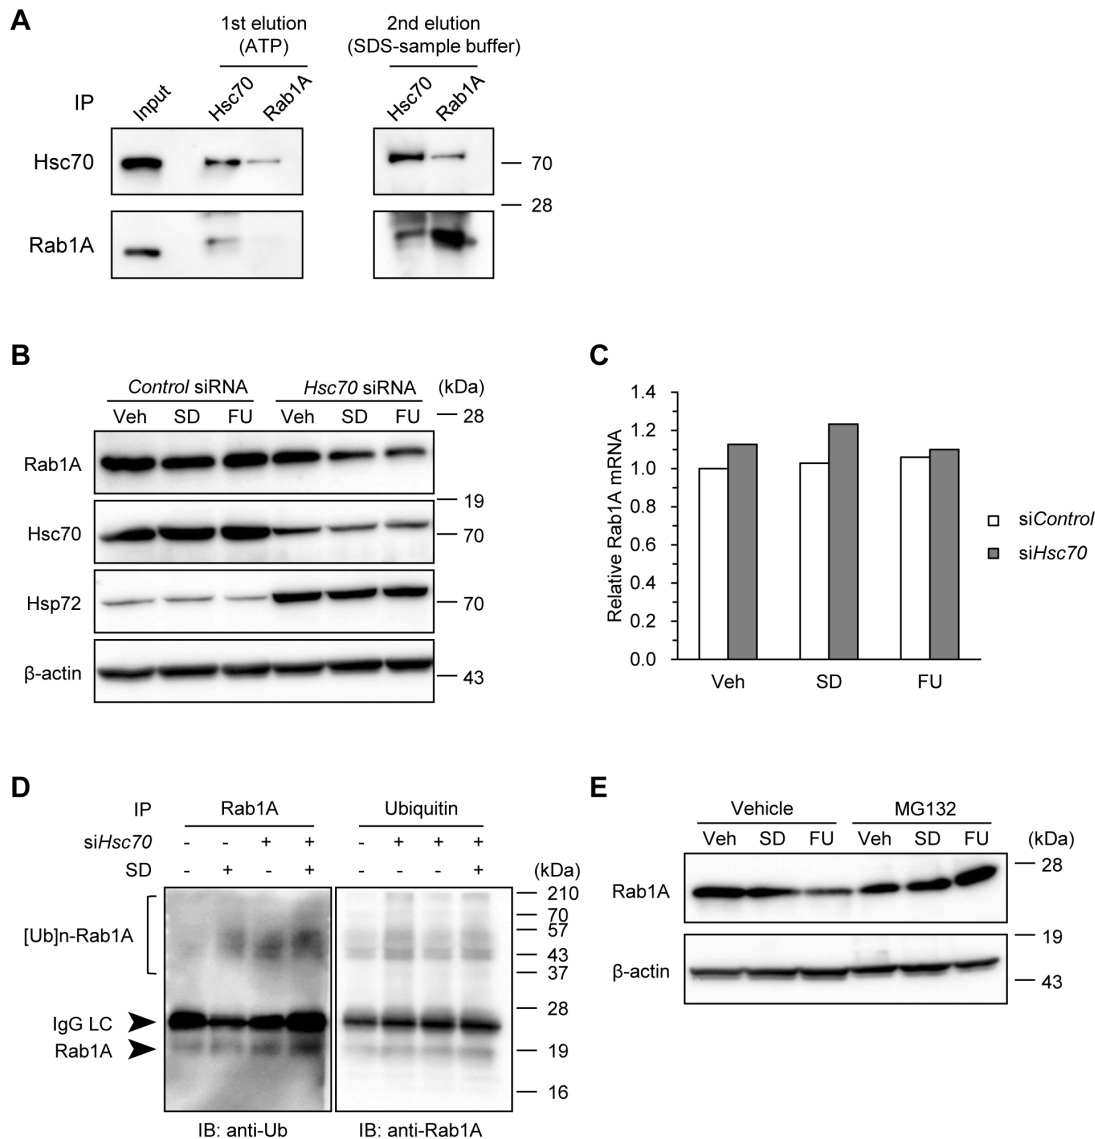 A
1st elution
(ATP)
2nd elution
(SDS-sample buffer)
IP
Input
Hsc70
Rab1A
Hsc70
Rab1A
Hsc70
70
28
Rab1A
B
Control siRNA
Hsc70 siRNA
(kDa)
Veh SD FU Veh SD FU
28
Rab1A
19
Hsc70
70
Hsp72
70
β-actin
43
C
Relative Rab1A mRNA
1.4
1.2
1.0
0.8
0.6
0.4
0.2
0.0
Veh SD FU
siControl
siHsc70
D
IP Rab1A Ubiquitin
siHsc70 - - + + - + + +
SD - + - + - - - +
(kDa)
[Ub]n-Rab1A
IgG LC
Rab1A
210
70
57
43
37
28
19
16
IB: anti-Ub
IB: anti-Rab1A
E
Vehicle MG132
Veh SD FU Veh SD FU (kDa)
28
Rab1A
19
β-actin
43